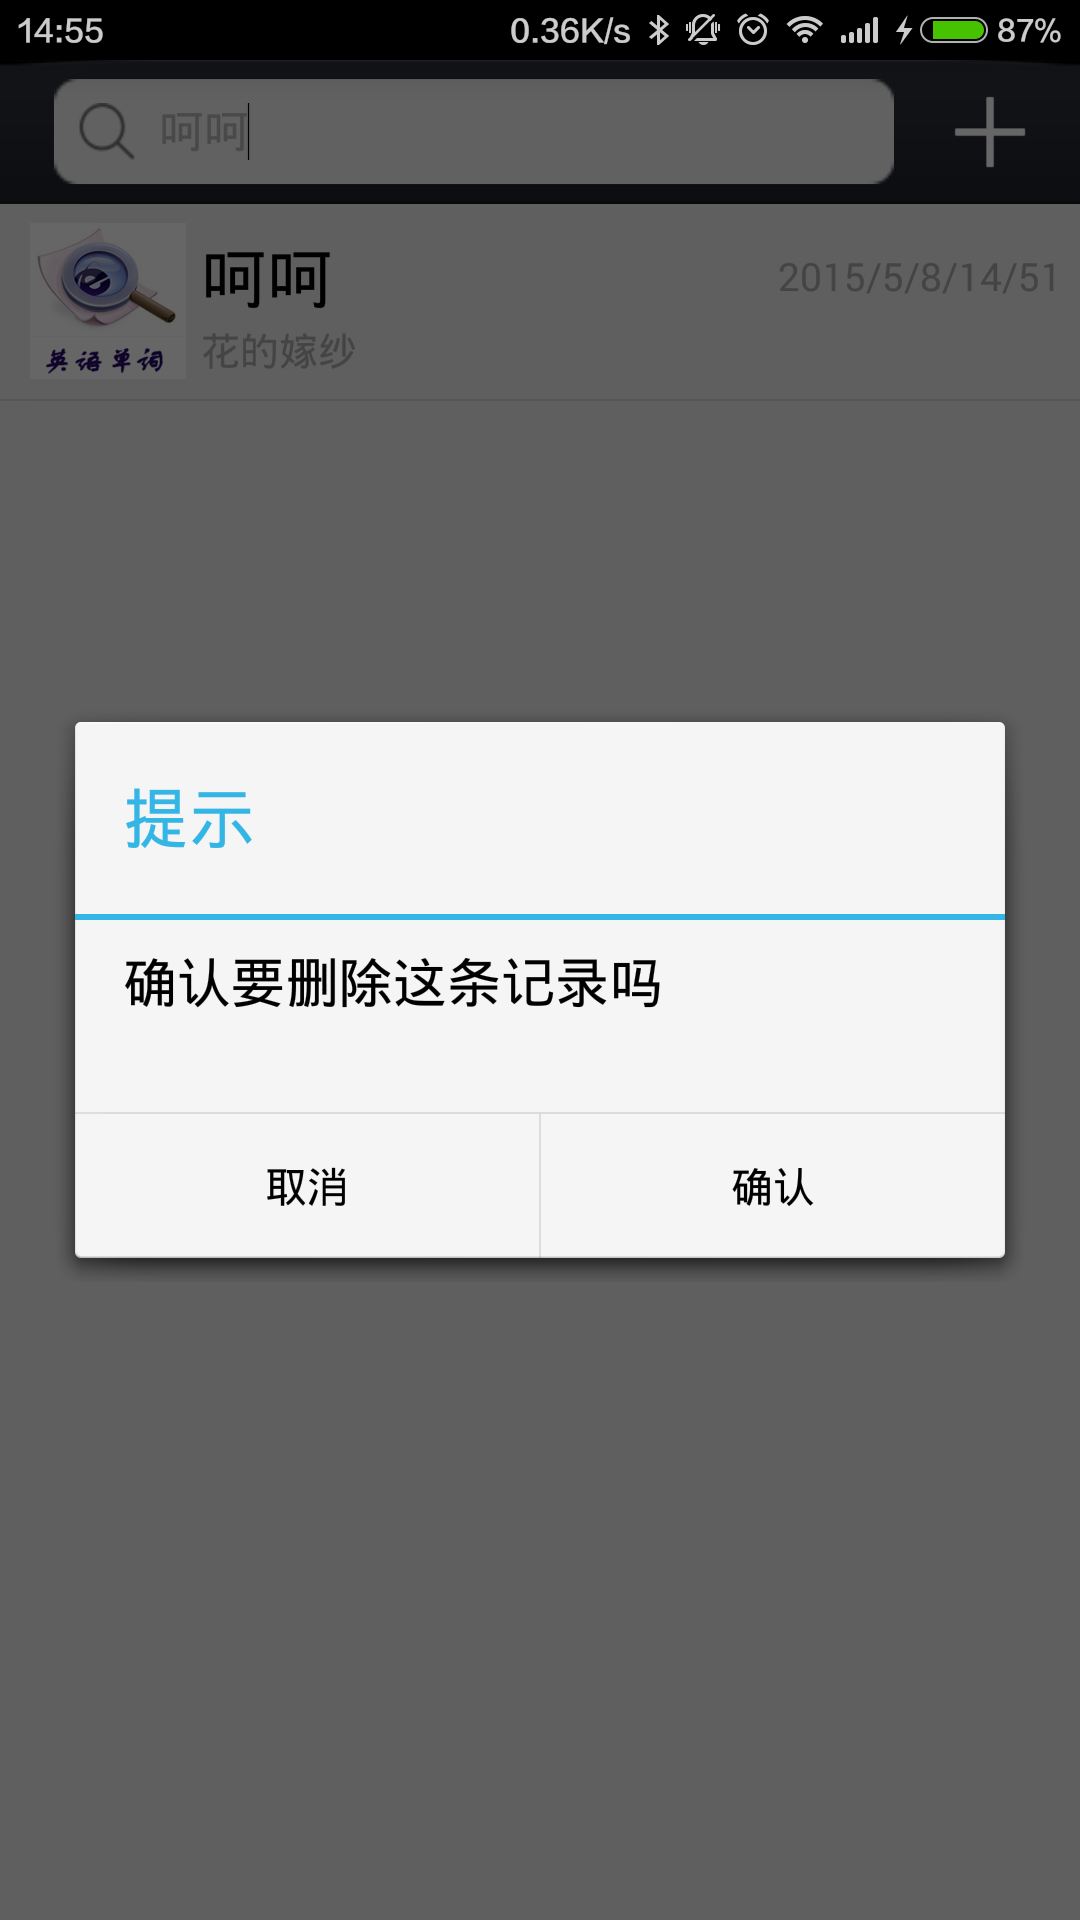 14:55 0.36K/s 87%
呵呵
呵呵 2015/5/8/14/51
花的嫁纱
英语单词
提示
确认要删除这条记录吗
取消 确认